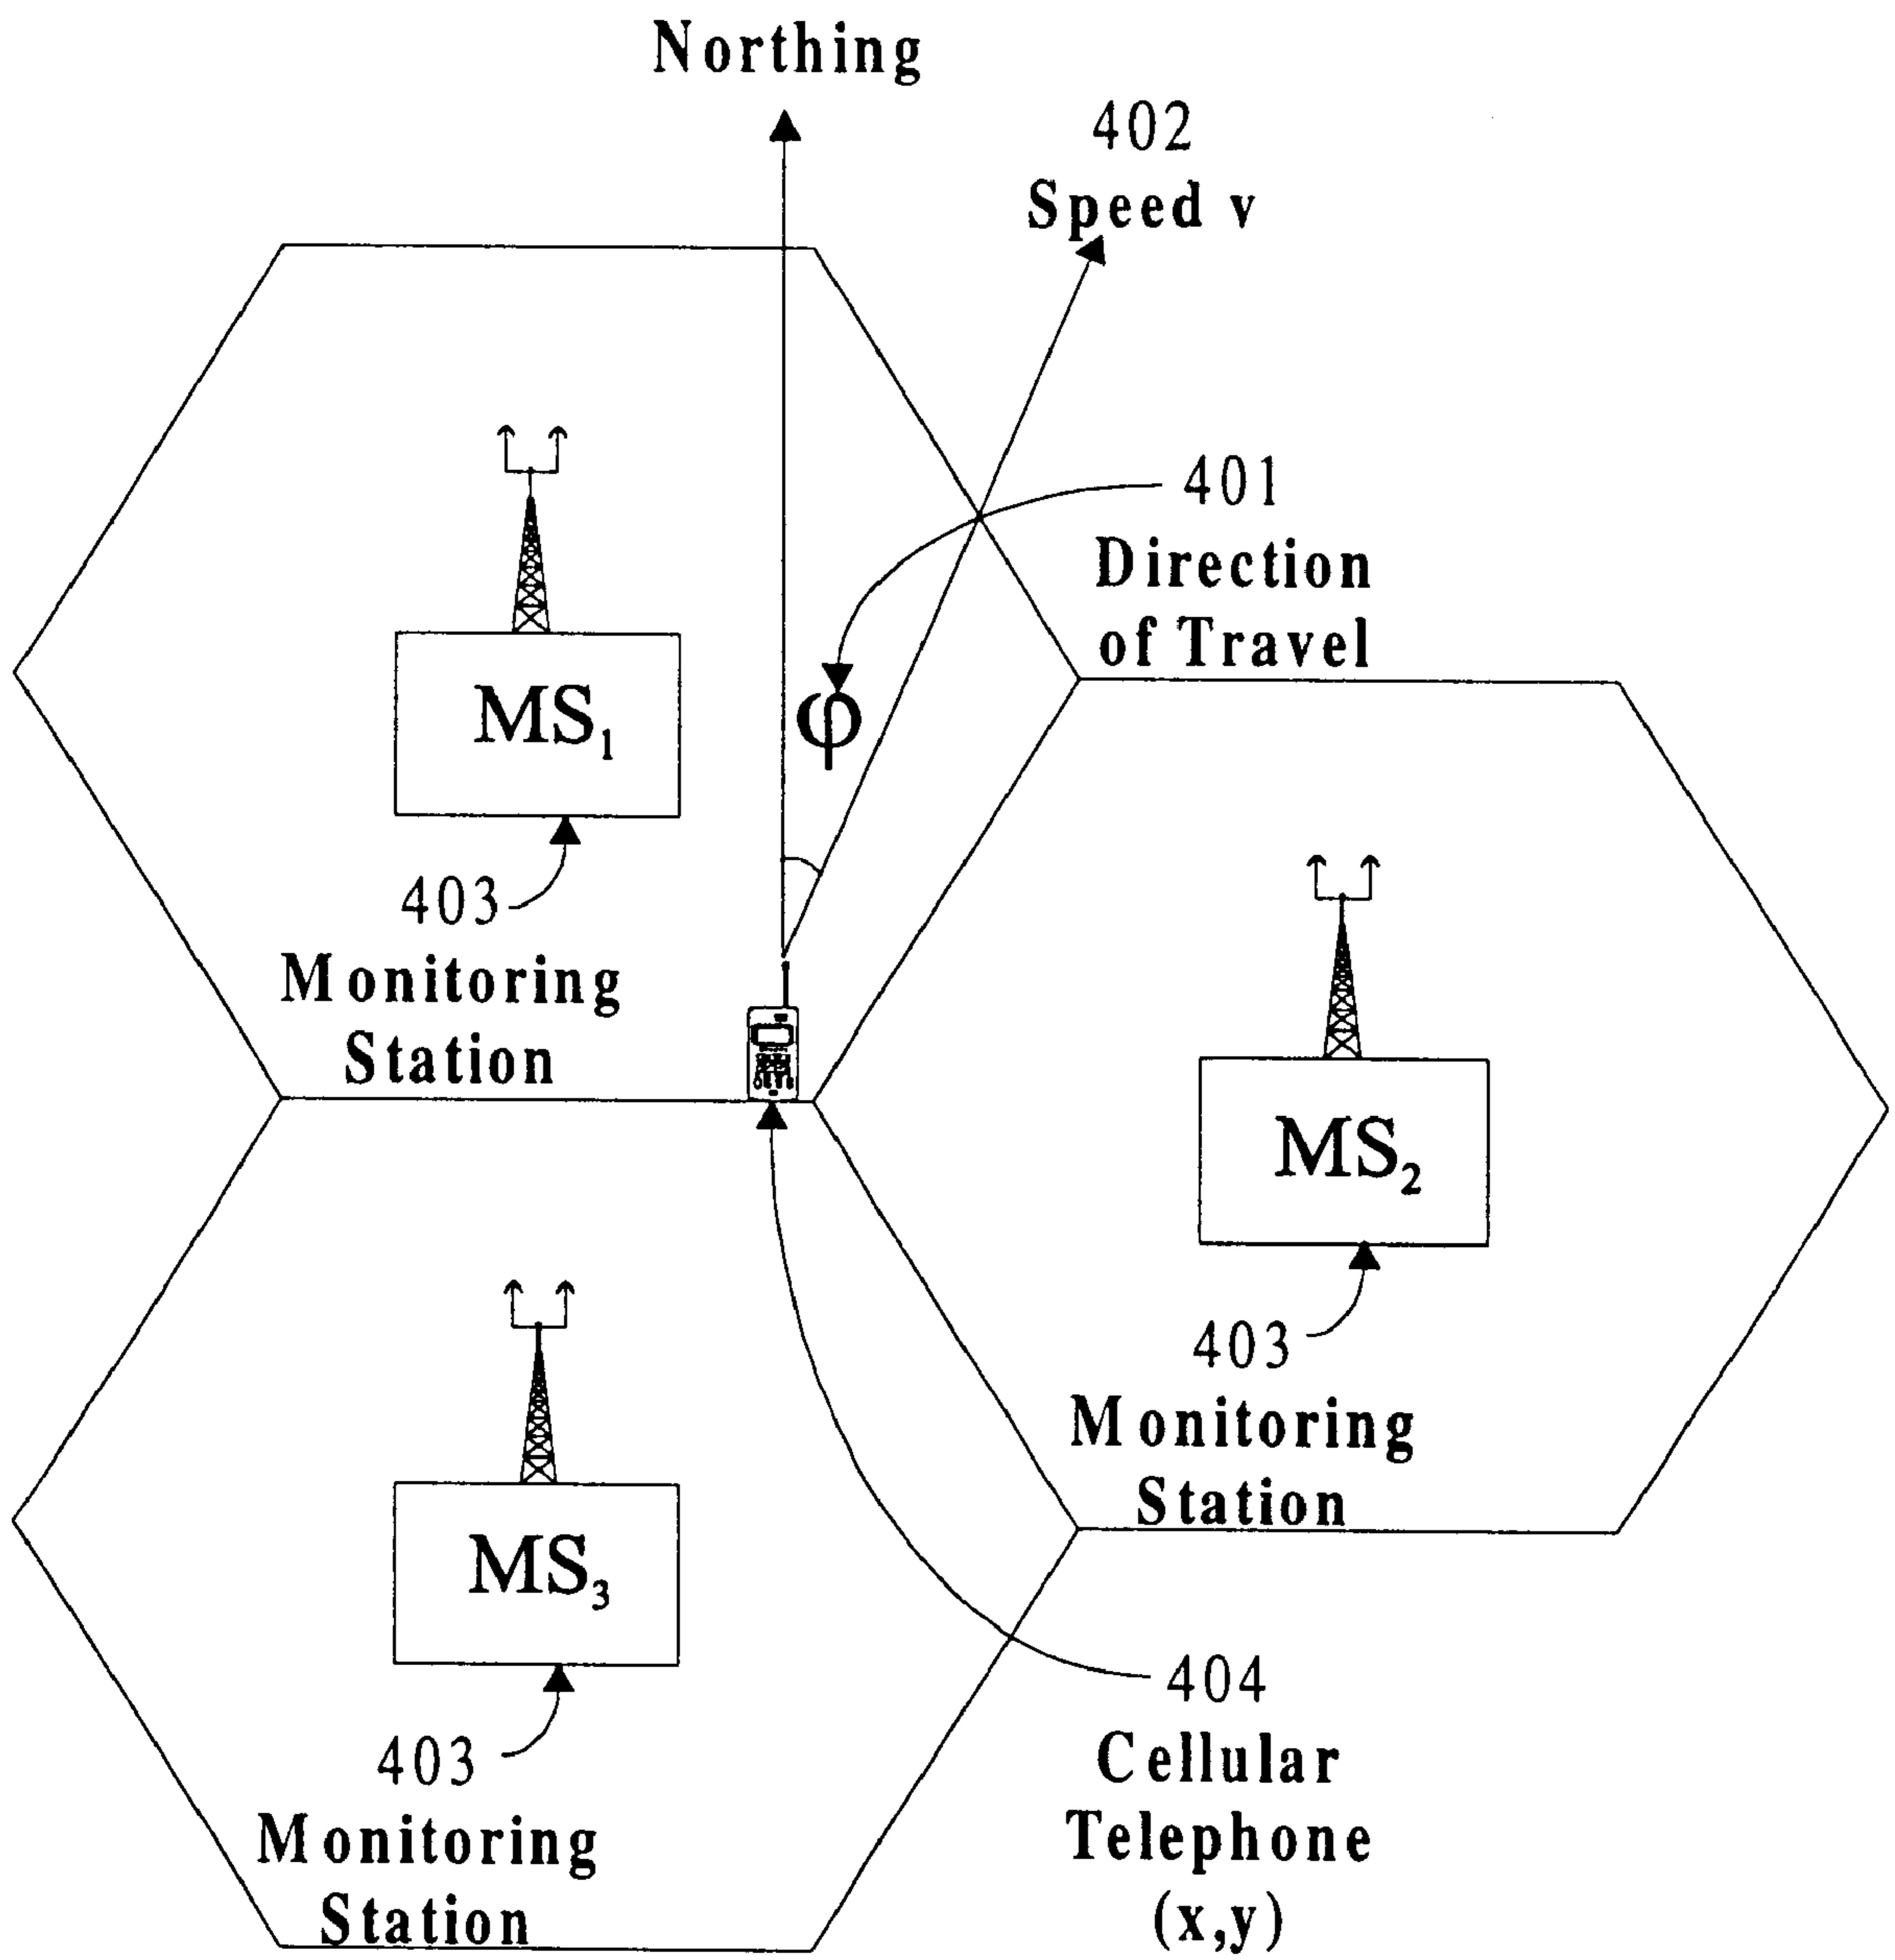 Northing
402
Speed v
401
Direction
of Travel
φ
MS1
403
Monitoring
Station
MS2
403
Monitoring
Station
MS3
403
Monitoring
Station
404
Cellular
Telephone
(x,y)